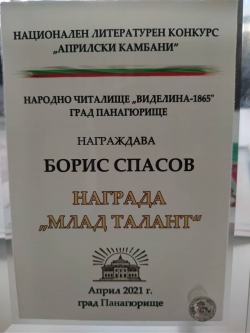 НАЦИОНАЛЕН ЛИТЕРАТУРЕН КОНКУРС
„АПРИЛСКИ КАМБАНИ“
НАРОДНО ЧИТАЛИЩЕ „ВИДЕЛИНА-1865"
ГРАД ПАНАГЮРИЩЕ
НАГРАЖДАВА
БОРИС СПАСОВ
НАГРАДА
„МЛАД ТАЛАНТ“
Април 2021 г.
град Панагюрище